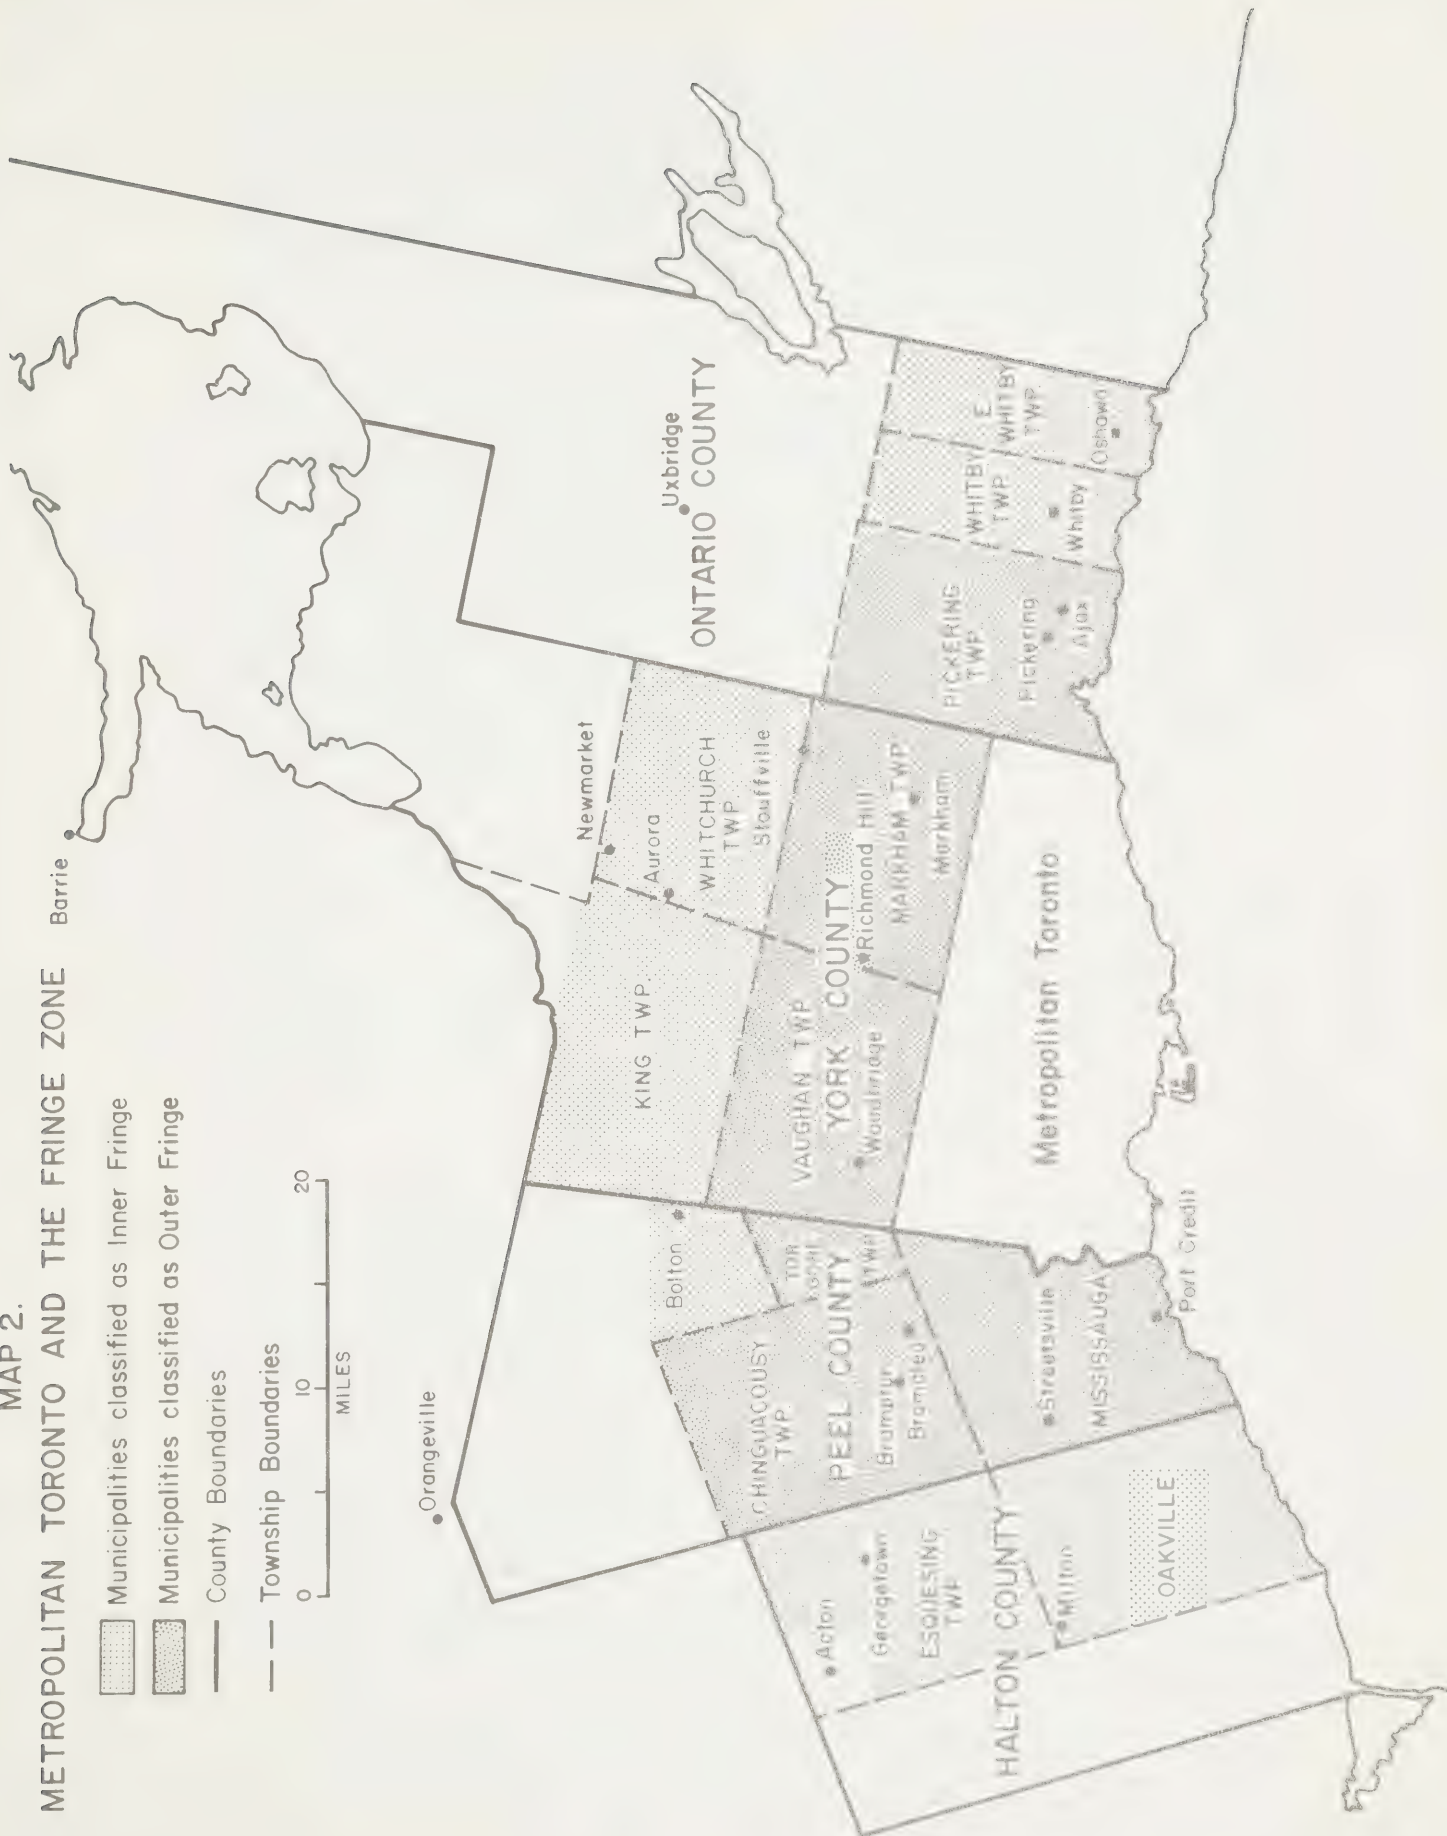 MAP 2.
METROPOLITAN TORONTO AND THE FRINGE ZONE
Municipalities classified as Inner Fringe
Municipalities classified as Outer Fringe
County Boundaries
Township Boundaries
0 10 20
MILES
Barrie
Orangeville
Newmarket
Aurora
WHITCHURCH
TWP
Stouffville
KING TWP.
Uxbridge
ONTARIO COUNTY
Bolton
VAUGHAN TWP
YORK COUNTY
Woodbridge
Richmond Hill
MARKHAM TWP
Markham
PICKERING
TWP.
Pickering
Ajax
WHITBY
TWP
Whitby
E.
WHITBY
TWP.
Oshawa
TOR
GORE
TWP
CHINGUACOUSY
TWP.
PEEL COUNTY
Brampton
Bramalea
Metropolitan Toronto
Streetsville
MISSISSAUGA
Port Credit
Acton
Georgetown
ESQUESING
TWP.
HALTON COUNTY
Milton
OAKVILLE